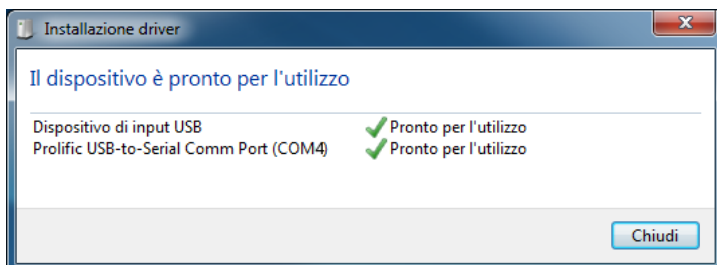 Installazione driver
Il dispositivo è pronto per l'utilizzo
Dispositivo di input USB Pronto per l'utilizzo
Prolific USB-to-Serial Comm Port (COM4) Pronto per l'utilizzo
Chiudi